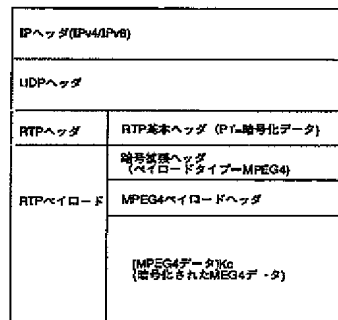 IPヘッダ(IPv4/IPv6)
UDPヘッダ
RTPヘッダ
RTP基本ヘッダ (PT=暗号化データ)
暗号拡張ヘッダ
(ペイロードタイプ=MPEG4)
RTPペイロード
MPEG4ペイロードヘッダ
[MPEG4データ]Kc
(暗号化されたMEG4データ)